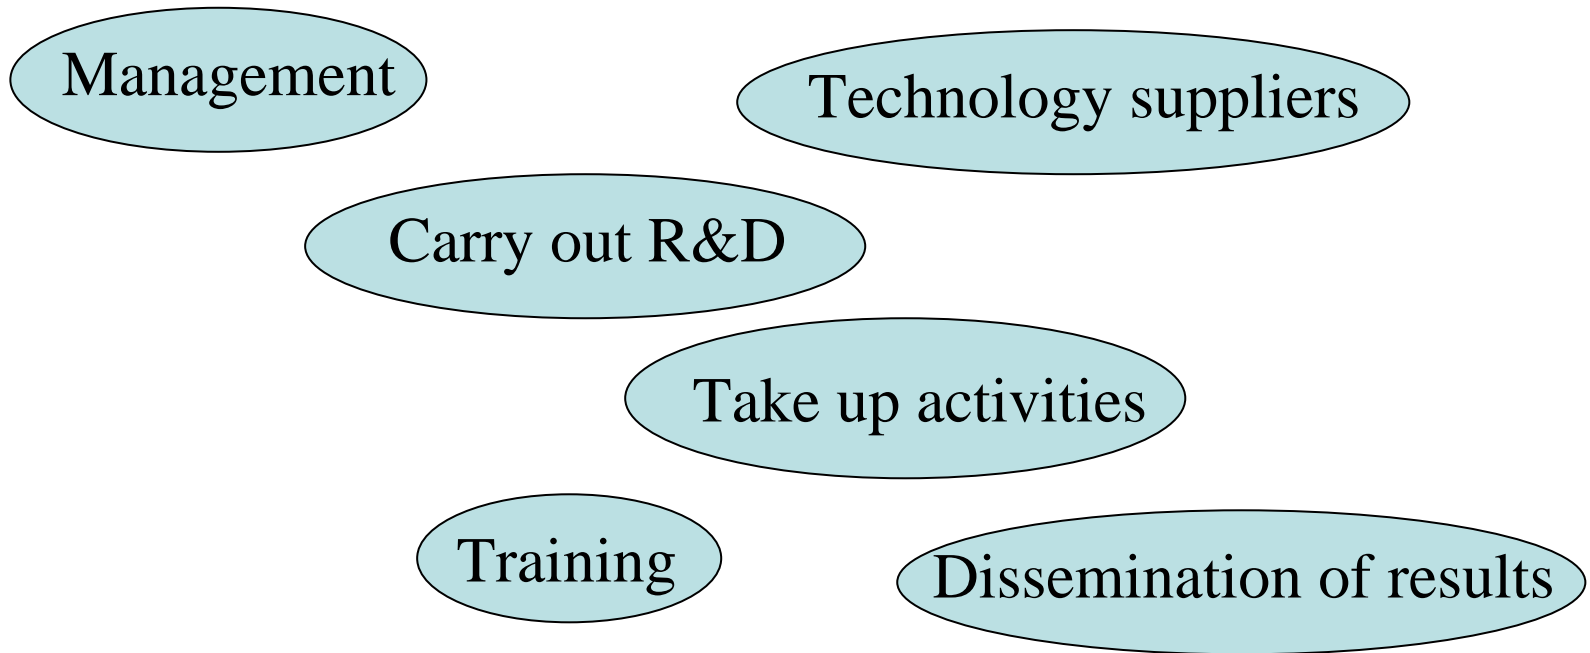 Management
Technology suppliers
Carry out R&D
Take up activities
Training
Dissemination of results